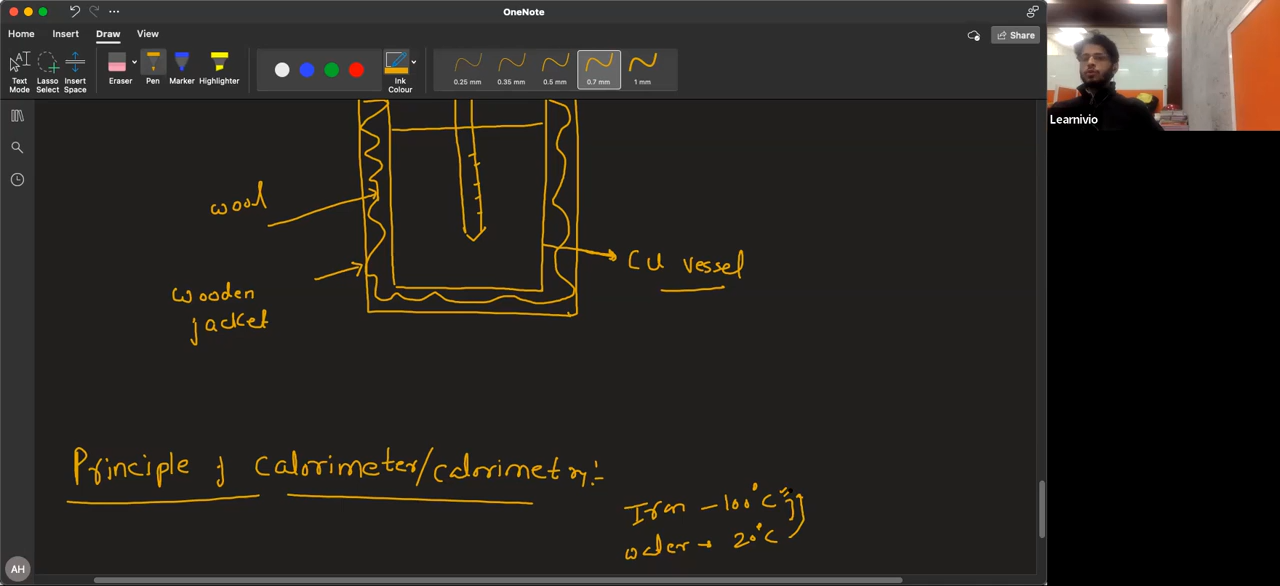 OneNote
Home Insert Draw View
Share
Text Mode
Lasso Select
Insert Space
Eraser
Pen
Marker
Highlighter
Ink Colour
0.25 mm
0.35 mm
0.5 mm
0.7 mm
1 mm
Learnivio
wool
Cu vessel
wooden
jacket
Principle of Calorimeter/calorimetry:-
Iron - 100°C
water → 20°C
AH